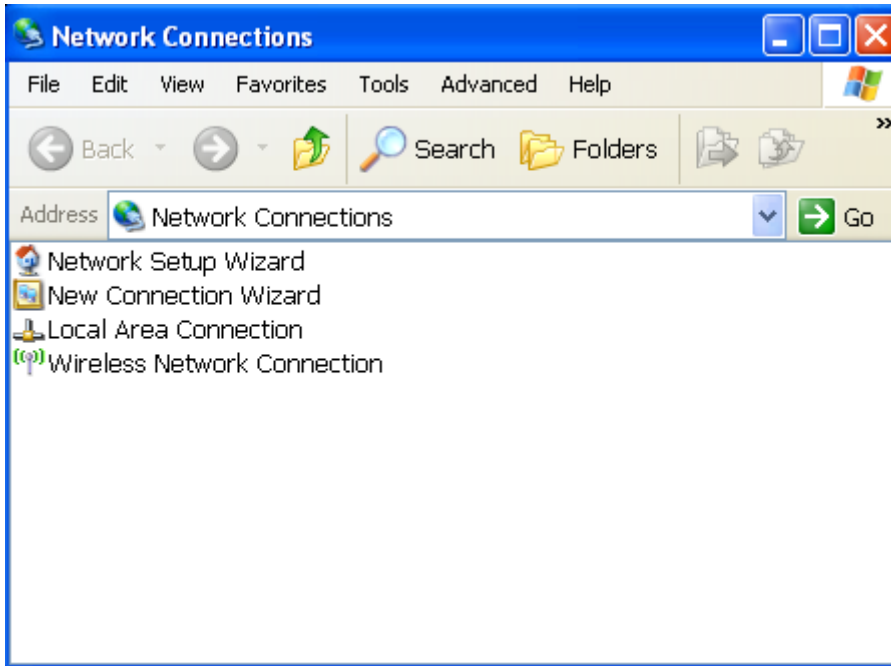 Network Connections
File Edit View Favorites Tools Advanced Help
Back Search Folders »
Address Network Connections Go
Network Setup Wizard
New Connection Wizard
Local Area Connection
Wireless Network Connection